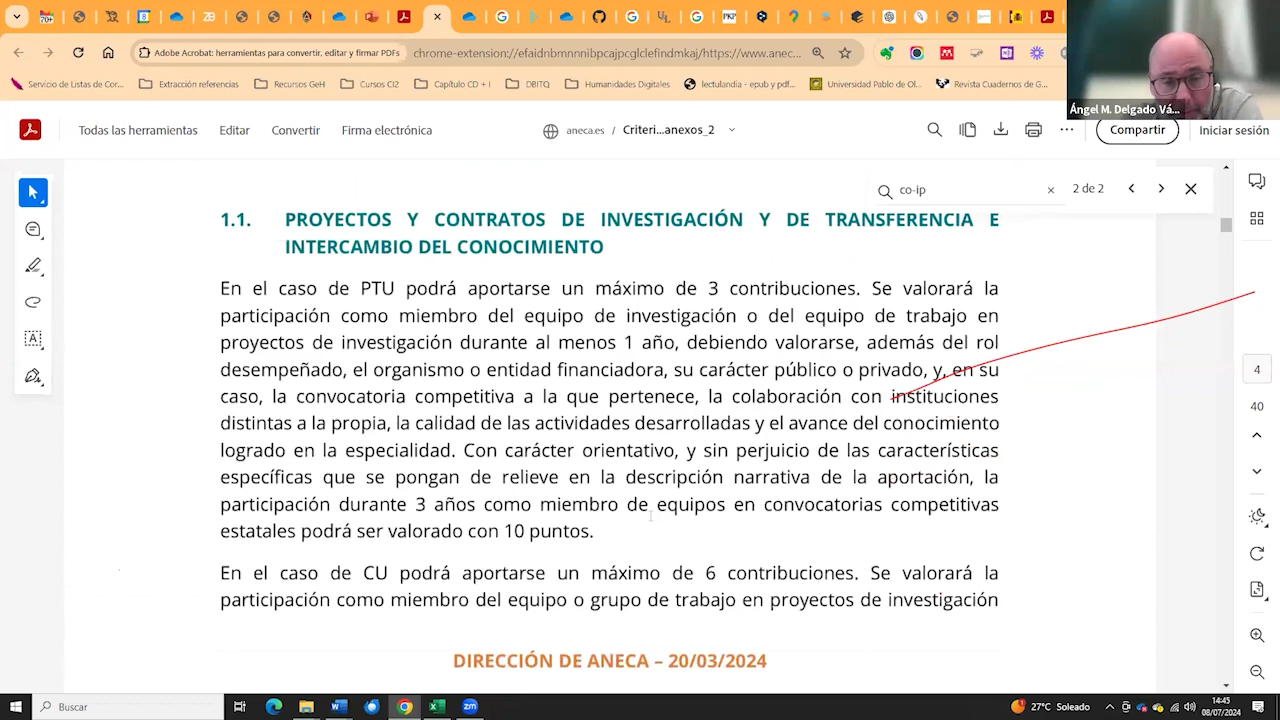 70+
28
Adobe Acrobat: herramientas para convertir, editar y firmar PDFs
chrome-extension://efaidnbmnnnibpcajpcglclefindmkaj/https://www.anec...
Servicio de Listas de Cor...
Extracción referencias
Recursos GeH
Cursos CI2
Capítulo CD + I
DBITQ
Humanidades Digitales
lectulandia - epub y pdf...
Universidad Pablo de Ol...
Revista Cuadernos de G...
Ángel M. Delgado Vá...
Todas las herramientas
Editar
Convertir
Firma electrónica
aneca.es / Criteri...anexos_2
Compartir
Iniciar sesión
co-ip
2 de 2
1.1. PROYECTOS Y CONTRATOS DE INVESTIGACIÓN Y DE TRANSFERENCIA E
INTERCAMBIO DEL CONOCIMIENTO
En el caso de PTU podrá aportarse un máximo de 3 contribuciones. Se valorará la
participación como miembro del equipo de investigación o del equipo de trabajo en
proyectos de investigación durante al menos 1 año, debiendo valorarse, además del rol
desempeñado, el organismo o entidad financiadora, su carácter público o privado, y, en su
caso, la convocatoria competitiva a la que pertenece, la colaboración con instituciones
distintas a la propia, la calidad de las actividades desarrolladas y el avance del conocimiento
logrado en la especialidad. Con carácter orientativo, y sin perjuicio de las características
específicas que se pongan de relieve en la descripción narrativa de la aportación, la
participación durante 3 años como miembro de equipos en convocatorias competitivas
estatales podrá ser valorado con 10 puntos.
En el caso de CU podrá aportarse un máximo de 6 contribuciones. Se valorará la
participación como miembro del equipo o grupo de trabajo en proyectos de investigación
DIRECCIÓN DE ANECA – 20/03/2024
4
40
Buscar
27°C Soleado
14:45
08/07/2024